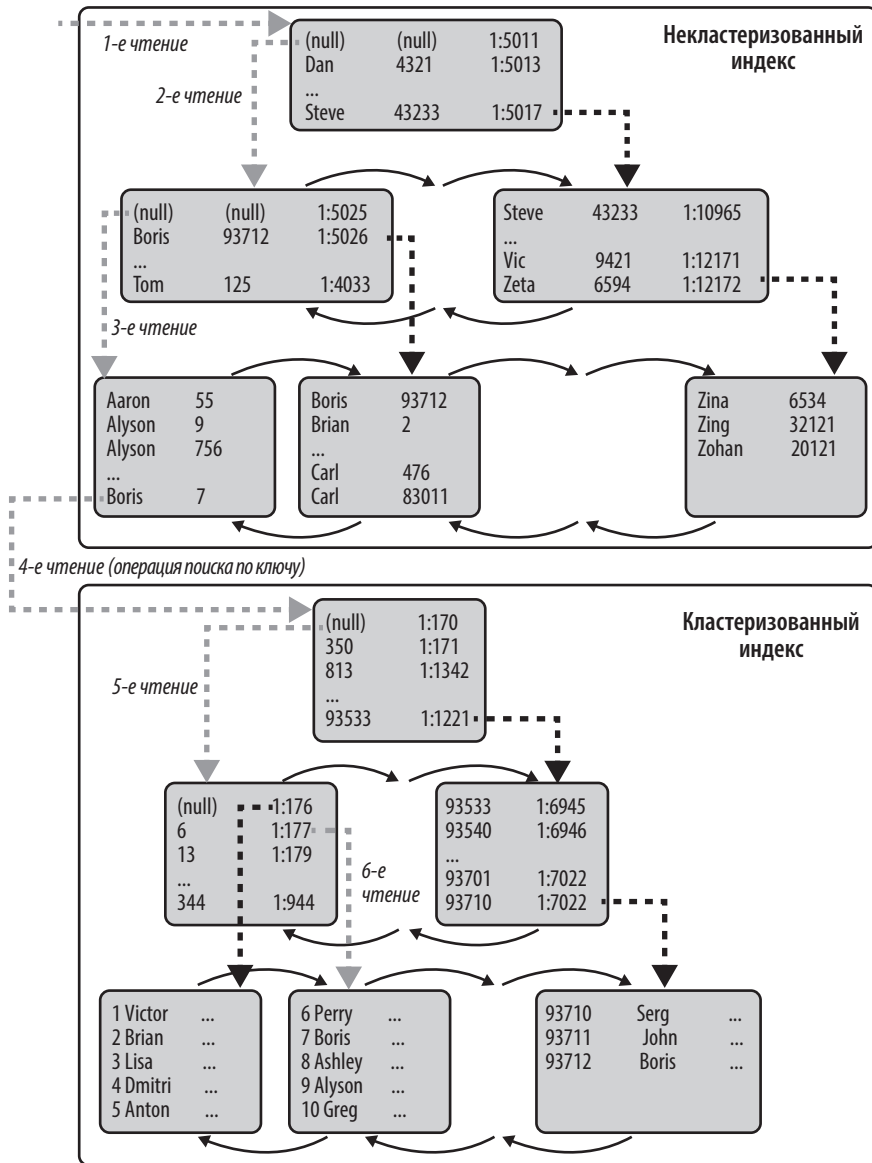 1-е чтение
(null) (null) 1:5011
Dan 4321 1:5013
...
Steve 43233 1:5017
Некластеризованный
индекс
2-е чтение
(null) (null) 1:5025
Boris 93712 1:5026
...
Tom 125 1:4033
Steve 43233 1:10965
...
Vic 9421 1:12171
Zeta 6594 1:12172
3-е чтение
Aaron 55
Alyson 9
Alyson 756
...
Boris 7
Boris 93712
Brian 2
...
Carl 476
Carl 83011
Zina 6534
Zing 32121
Zohan 20121
4-е чтение (операция поиска по ключу)
(null) 1:170
350 1:171
813 1:1342
...
93533 1:1221
Кластеризованный
индекс
5-е чтение
(null) 1:176
6 1:177
13 1:179
...
344 1:944
6-е
чтение
93533 1:6945
93540 1:6946
...
93701 1:7022
93710 1:7022
1 Victor ...
2 Brian ...
3 Lisa ...
4 Dmitri ...
5 Anton ...
6 Perry ...
7 Boris ...
8 Ashley ...
9 Alyson ...
10 Greg ...
93710 Serg ...
93711 John ...
93712 Boris ...